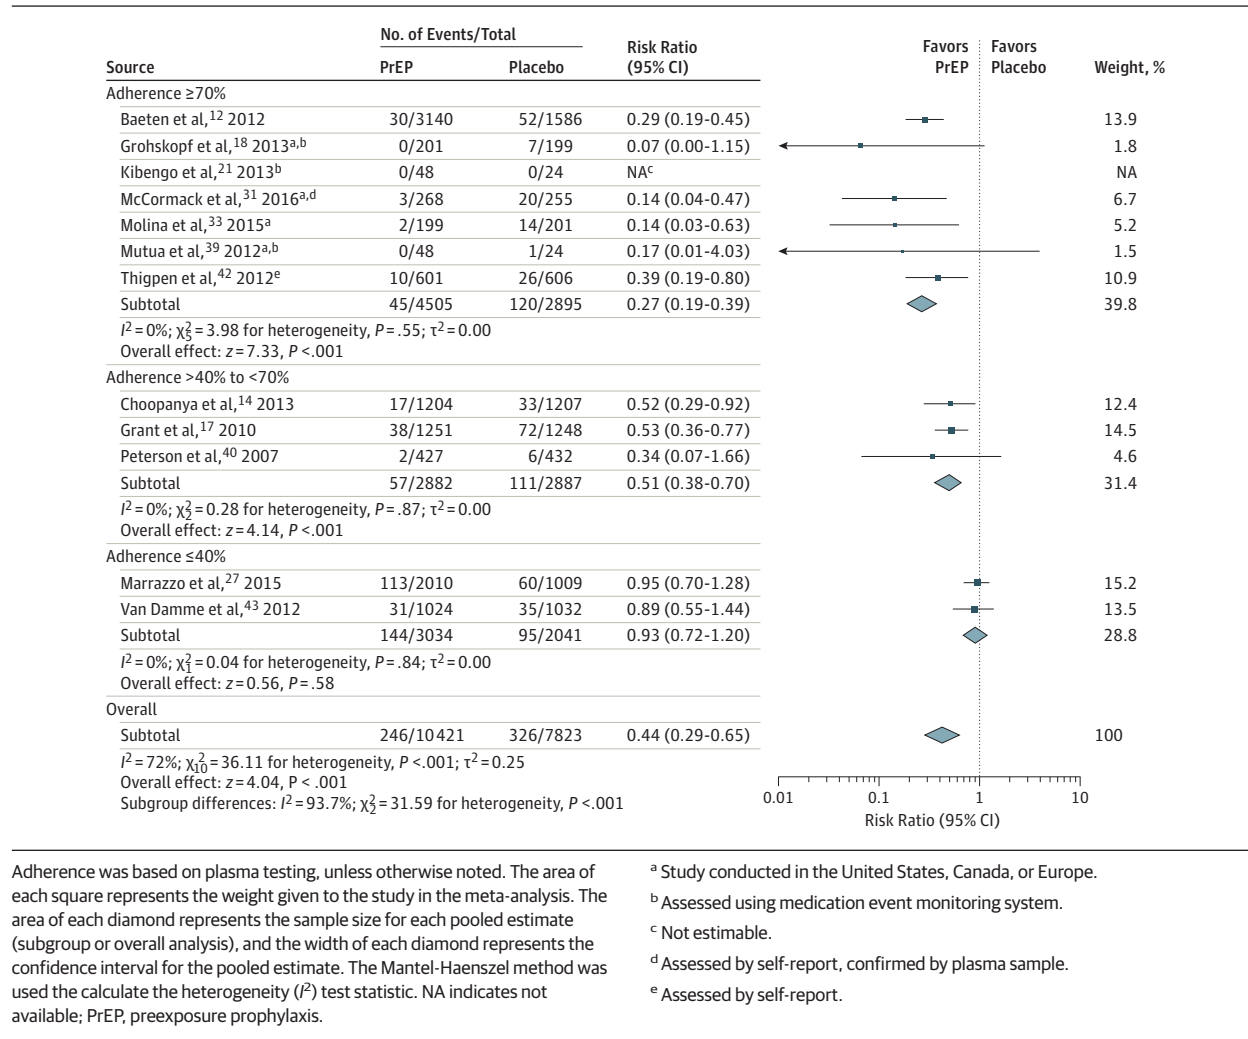 No. of Events/Total
Source PrEP Placebo Risk Ratio (95% CI) Favors PrEP Favors Placebo Weight, %
Adherence ≥70%
Baeten et al,12 2012 30/3140 52/1586 0.29 (0.19-0.45) 13.9
Grohskopf et al,18 2013a,b 0/201 7/199 0.07 (0.00-1.15) 1.8
Kibengo et al,21 2013b 0/48 0/24 NAc NA
McCormack et al,31 2016a,d 3/268 20/255 0.14 (0.04-0.47) 6.7
Molina et al,33 2015a 2/199 14/201 0.14 (0.03-0.63) 5.2
Mutua et al,39 2012a,b 0/48 1/24 0.17 (0.01-4.03) 1.5
Thigpen et al,42 2012e 10/601 26/606 0.39 (0.19-0.80) 10.9
Subtotal 45/4505 120/2895 0.27 (0.19-0.39) 39.8
I2=0%; χ25=3.98 for heterogeneity, P=.55; τ2=0.00
Overall effect: z=7.33, P<.001
Adherence >40% to <70%
Choopanya et al,14 2013 17/1204 33/1207 0.52 (0.29-0.92) 12.4
Grant et al,17 2010 38/1251 72/1248 0.53 (0.36-0.77) 14.5
Peterson et al,40 2007 2/427 6/432 0.34 (0.07-1.66) 4.6
Subtotal 57/2882 111/2887 0.51 (0.38-0.70) 31.4
I2=0%; χ22=0.28 for heterogeneity, P=.87; τ2=0.00
Overall effect: z=4.14, P<.001
Adherence ≤40%
Marrazzo et al,27 2015 113/2010 60/1009 0.95 (0.70-1.28) 15.2
Van Damme et al,43 2012 31/1024 35/1032 0.89 (0.55-1.44) 13.5
Subtotal 144/3034 95/2041 0.93 (0.72-1.20) 28.8
I2=0%; χ21=0.04 for heterogeneity, P=.84; τ2=0.00
Overall effect: z=0.56, P=.58
Overall
Subtotal 246/10421 326/7823 0.44 (0.29-0.65) 100
I2=72%; χ210=36.11 for heterogeneity, P<.001; τ2=0.25
Overall effect: z=4.04, P < .001
Subgroup differences: I2=93.7%; χ22=31.59 for heterogeneity, P<.001
0.01 0.1 1 10
Risk Ratio (95% CI)
Adherence was based on plasma testing, unless otherwise noted. The area of
each square represents the weight given to the study in the meta-analysis. The
area of each diamond represents the sample size for each pooled estimate
(subgroup or overall analysis), and the width of each diamond represents the
confidence interval for the pooled estimate. The Mantel-Haenszel method was
used the calculate the heterogeneity (I2) test statistic. NA indicates not
available; PrEP, preexposure prophylaxis.
a Study conducted in the United States, Canada, or Europe.
b Assessed using medication event monitoring system.
c Not estimable.
d Assessed by self-report, confirmed by plasma sample.
e Assessed by self-report.